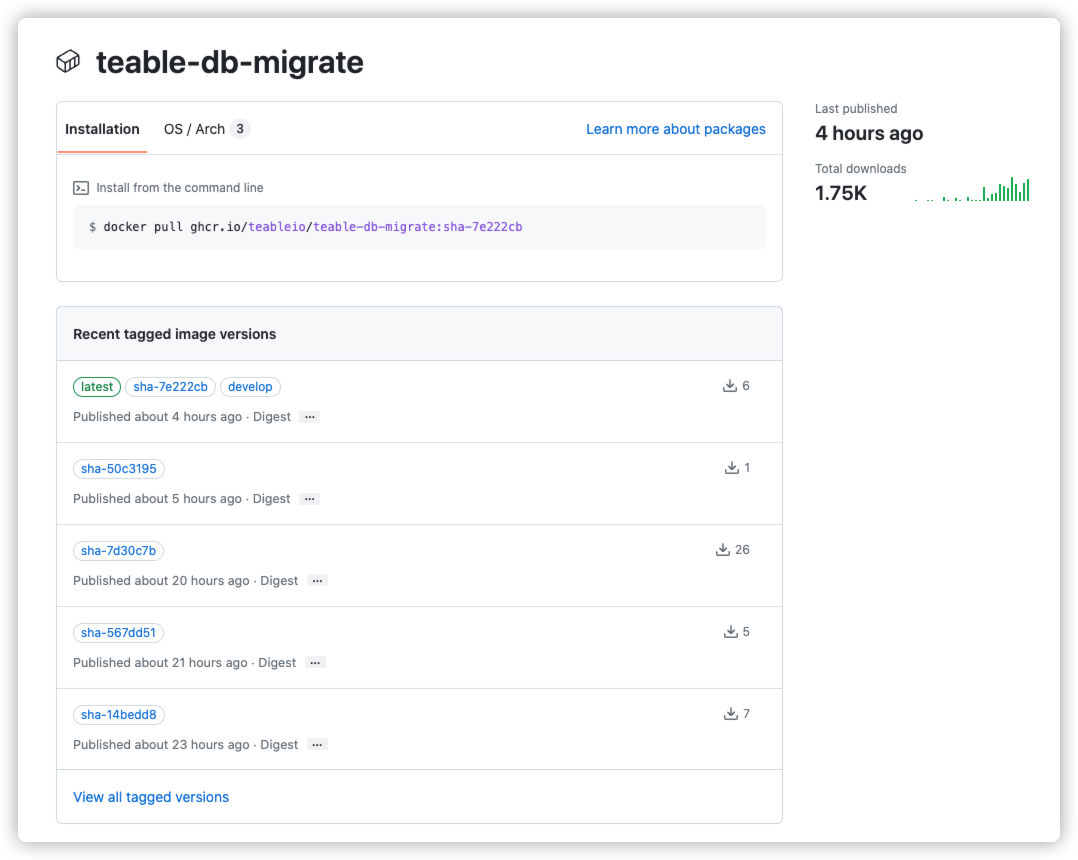 teable-db-migrate
Installation
OS / Arch 3
Learn more about packages
Install from the command line
$ docker pull ghcr.io/teableio/teable-db-migrate:sha-7e222cb
Last published
4 hours ago
Total downloads
1.75K
Recent tagged image versions
latest sha-7e222cb develop
6
Published about 4 hours ago · Digest ...
sha-50c3195
1
Published about 5 hours ago · Digest ...
sha-7d30c7b
26
Published about 20 hours ago · Digest ...
sha-567dd51
5
Published about 21 hours ago · Digest ...
sha-14bedd8
7
Published about 23 hours ago · Digest ...
View all tagged versions